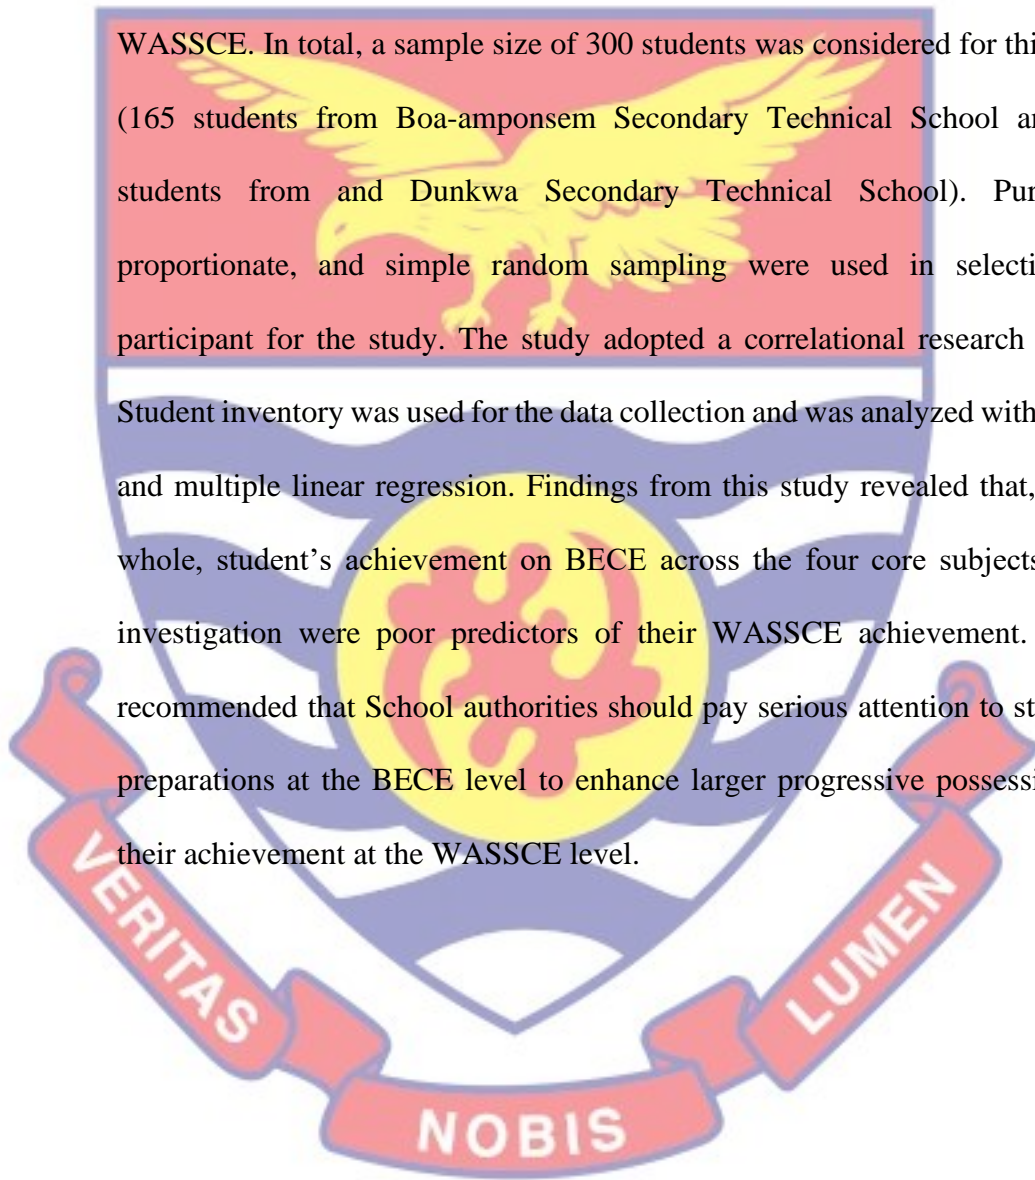 WASSCE. In total, a sample size of 300 students was considered for thi
(165 students from Boa-amponsem Secondary Technical School a
students from and Dunkwa Secondary Technical School). Pur
proportionate, and simple random sampling were used in selecti
participant for the study. The study adopted a correlational research
Student inventory was used for the data collection and was analyzed with
and multiple linear regression. Findings from this study revealed that,
whole, student's achievement on BECE across the four core subjects
investigation were poor predictors of their WASSCE achievement.
recommended that School authorities should pay serious attention to st
preparations at the BECE level to enhance larger progressive possessi
their achievement at the WASSCE level.
VERITAS
NOBIS
LUMEN